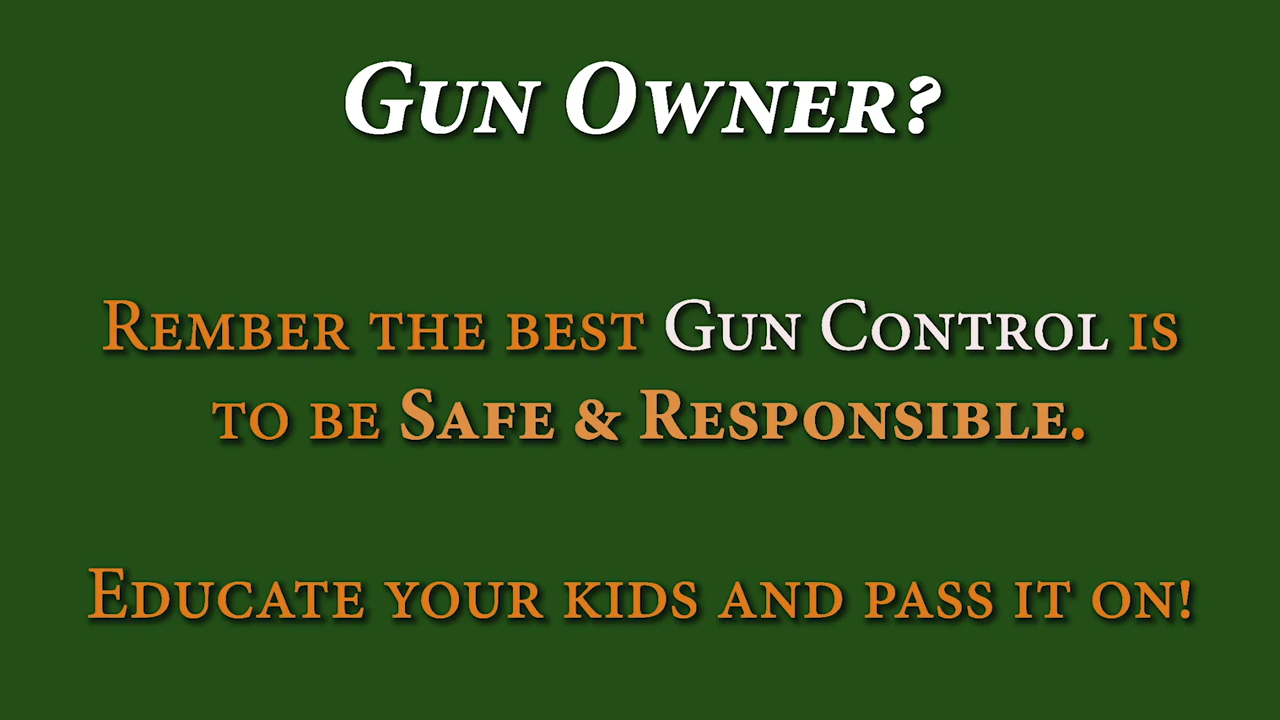 Gun Owner?
Rember the best Gun Control is
to be Safe & Responsible.
Educate your kids and pass it on!